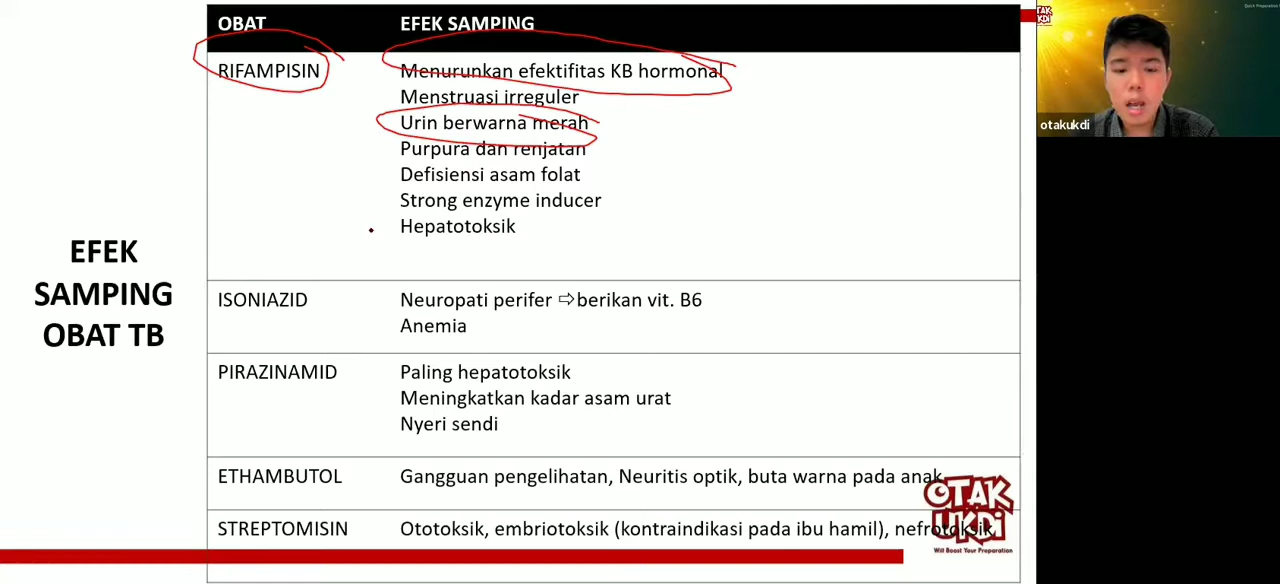 OBAT EFEK SAMPING
RIFAMPISIN Menurunkan efektifitas KB hormonal
Menstruasi irreguler
Urin berwarna merah
Purpura dan renjatan
Defisiensi asam folat
Strong enzyme inducer
Hepatotoksik
EFEK
SAMPING
OBAT TB
ISONIAZID Neuropati perifer ⇨berikan vit. B6
Anemia
PIRAZINAMID Paling hepatotoksik
Meningkatkan kadar asam urat
Nyeri sendi
ETHAMBUTOL Gangguan pengelihatan, Neuritis optik, buta warna pada anak
STREPTOMISIN Ototoksik, embriotoksik (kontraindikasi pada ibu hamil), nefrotoksik,
OTAK
UKDI
Will Boost Your Preparation
OTAK
UKDI
otakukdi